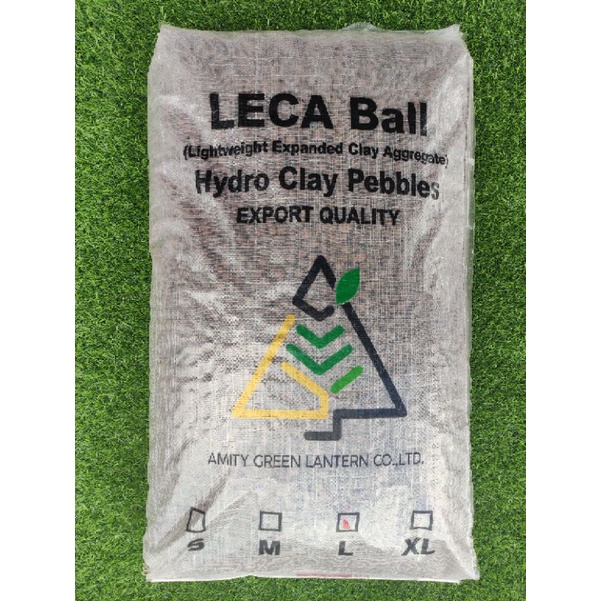 LECA Ball
(Lightweight Expanded Clay Aggregate)
Hydro Clay Pebbles
EXPORT QUALITY
AMITY GREEN LANTERN CO.,LTD.
S M L XL